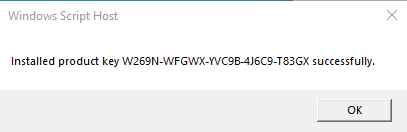 Windows Script Host
Installed product key W269N-WFGWX-YVC9B-4J6C9-T83GX successfully.
OK